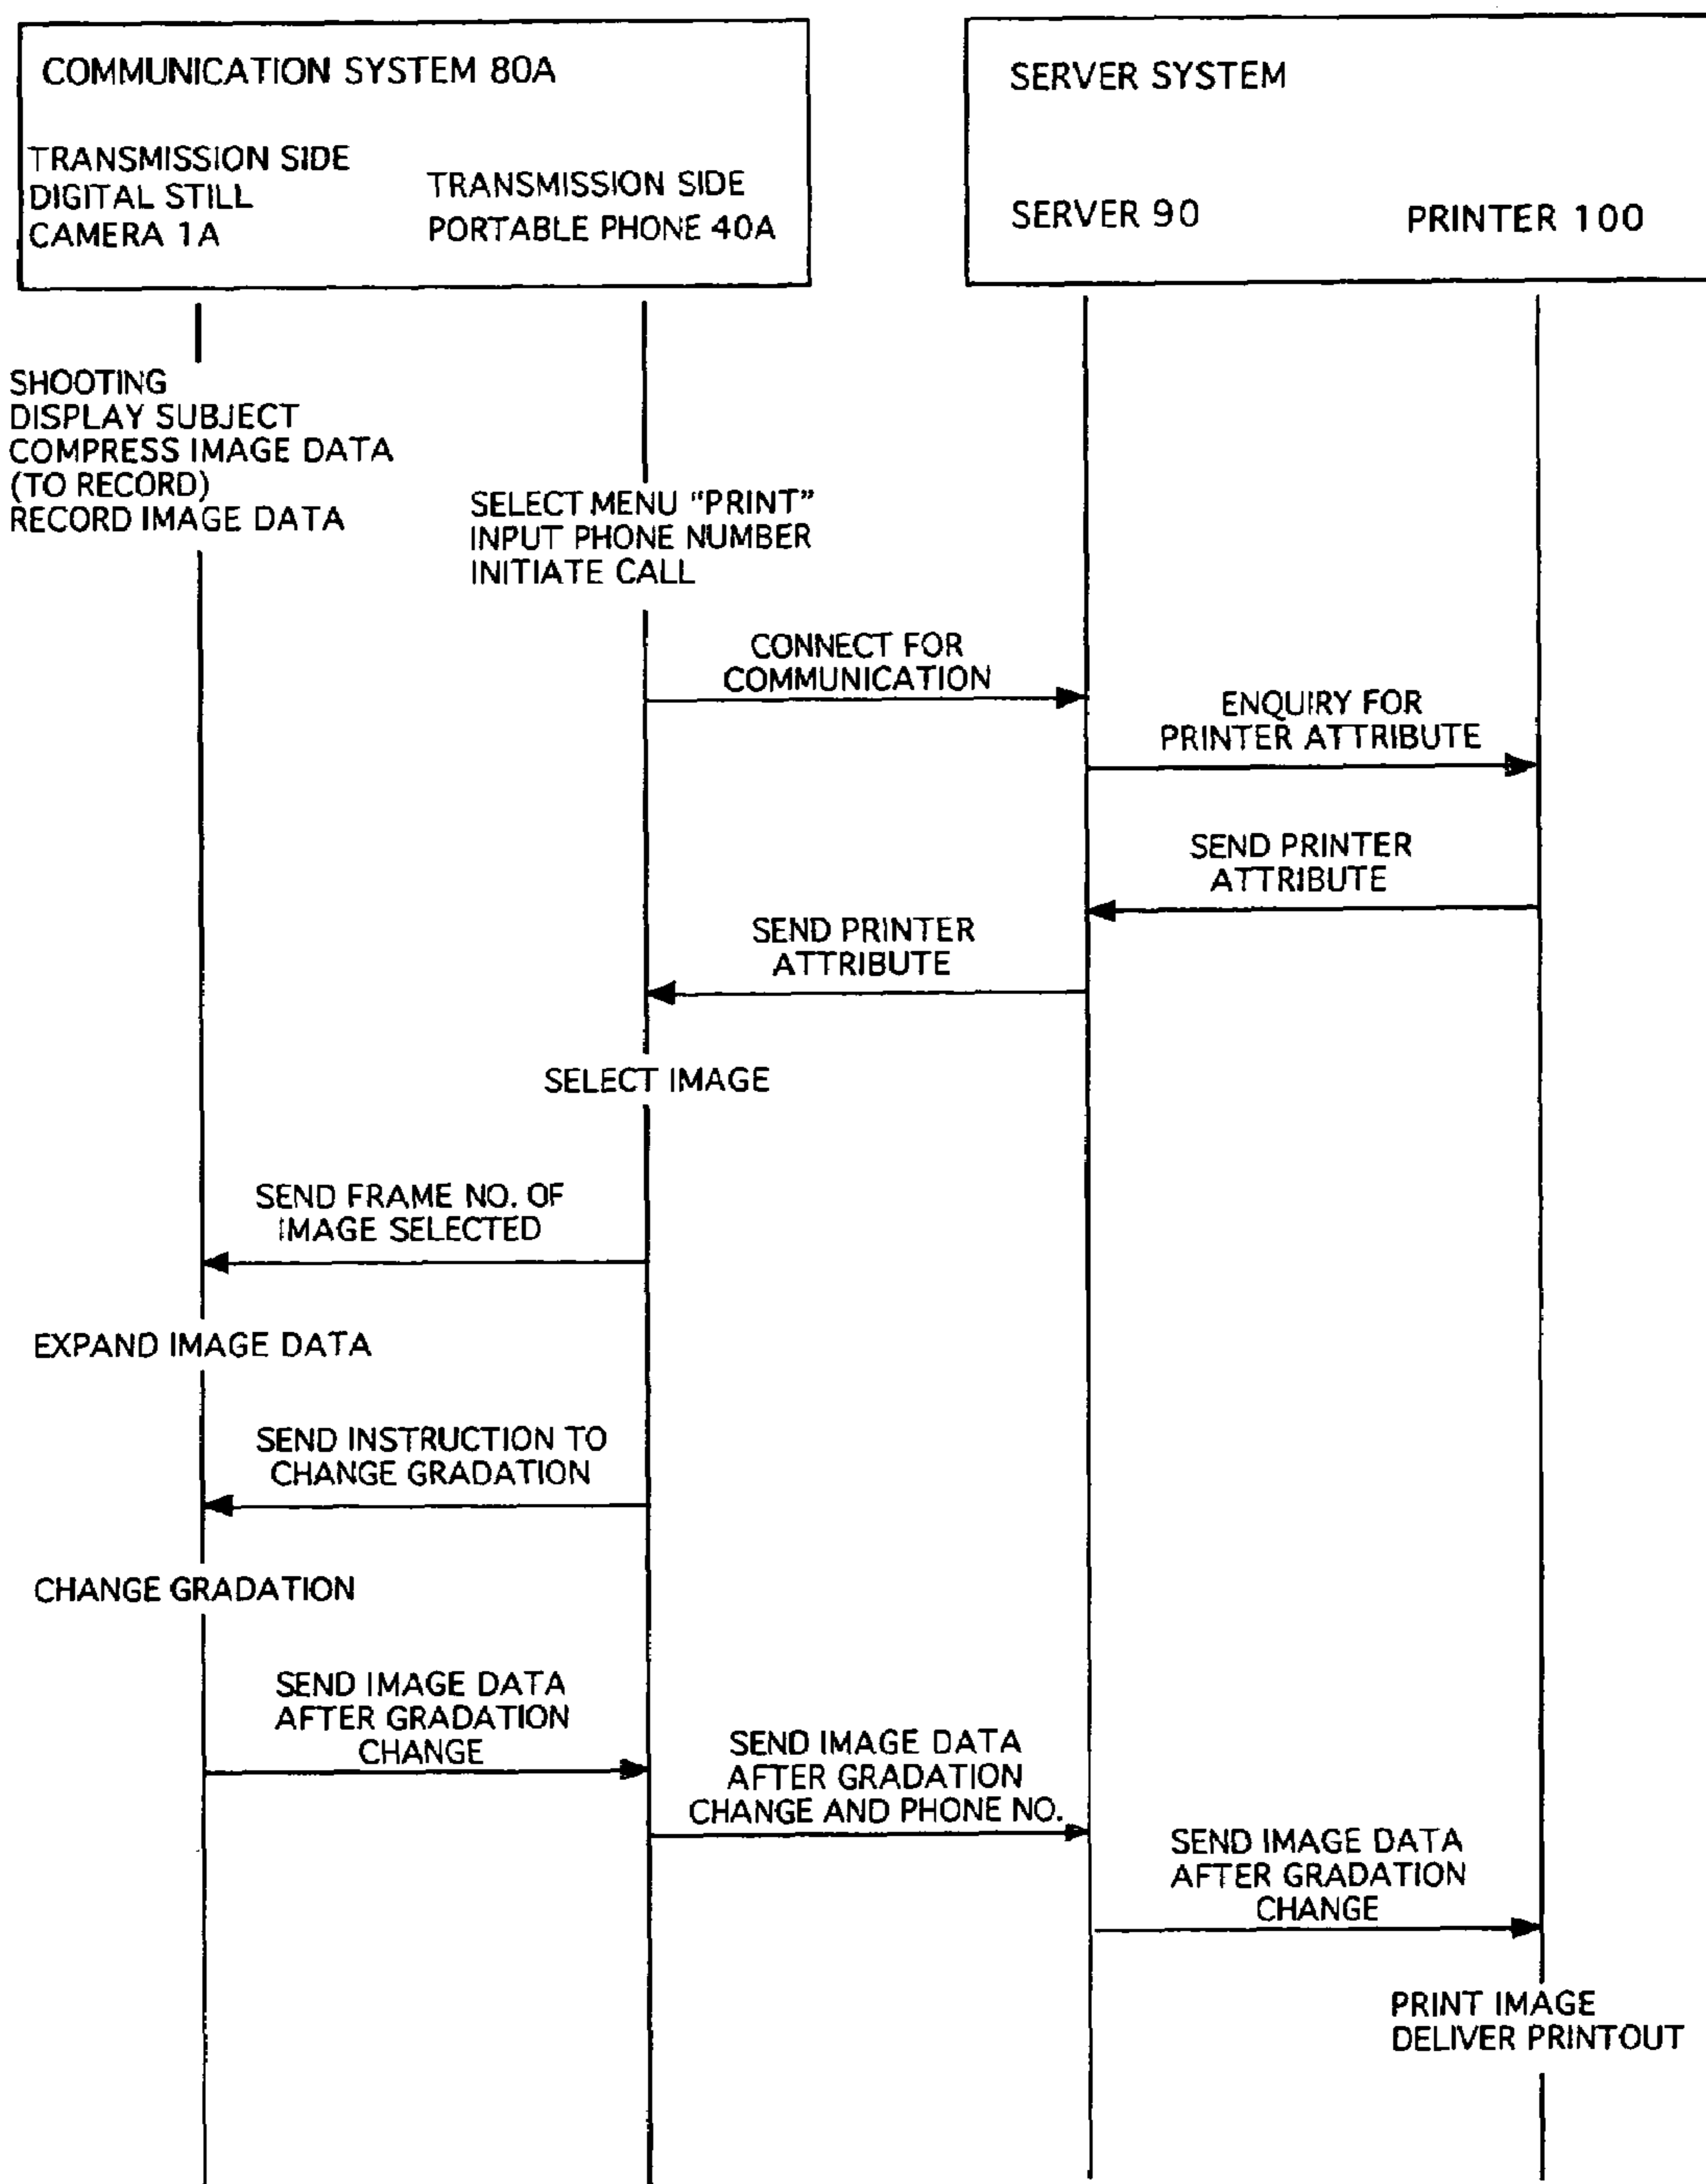 COMMUNICATION SYSTEM 80A
TRANSMISSION SIDE
DIGITAL STILL
CAMERA 1A
TRANSMISSION SIDE
PORTABLE PHONE 40A
SERVER SYSTEM
SERVER 90
PRINTER 100
SHOOTING
DISPLAY SUBJECT
COMPRESS IMAGE DATA
(TO RECORD)
RECORD IMAGE DATA
SELECT MENU "PRINT"
INPUT PHONE NUMBER
INITIATE CALL
CONNECT FOR
COMMUNICATION
ENQUIRY FOR
PRINTER ATTRIBUTE
SEND PRINTER
ATTRIBUTE
SEND PRINTER
ATTRIBUTE
SELECT IMAGE
SEND FRAME NO. OF
IMAGE SELECTED
EXPAND IMAGE DATA
SEND INSTRUCTION TO
CHANGE GRADATION
CHANGE GRADATION
SEND IMAGE DATA
AFTER GRADATION
CHANGE
SEND IMAGE DATA
AFTER GRADATION
CHANGE AND PHONE NO.
SEND IMAGE DATA
AFTER GRADATION
CHANGE
PRINT IMAGE
DELIVER PRINTOUT